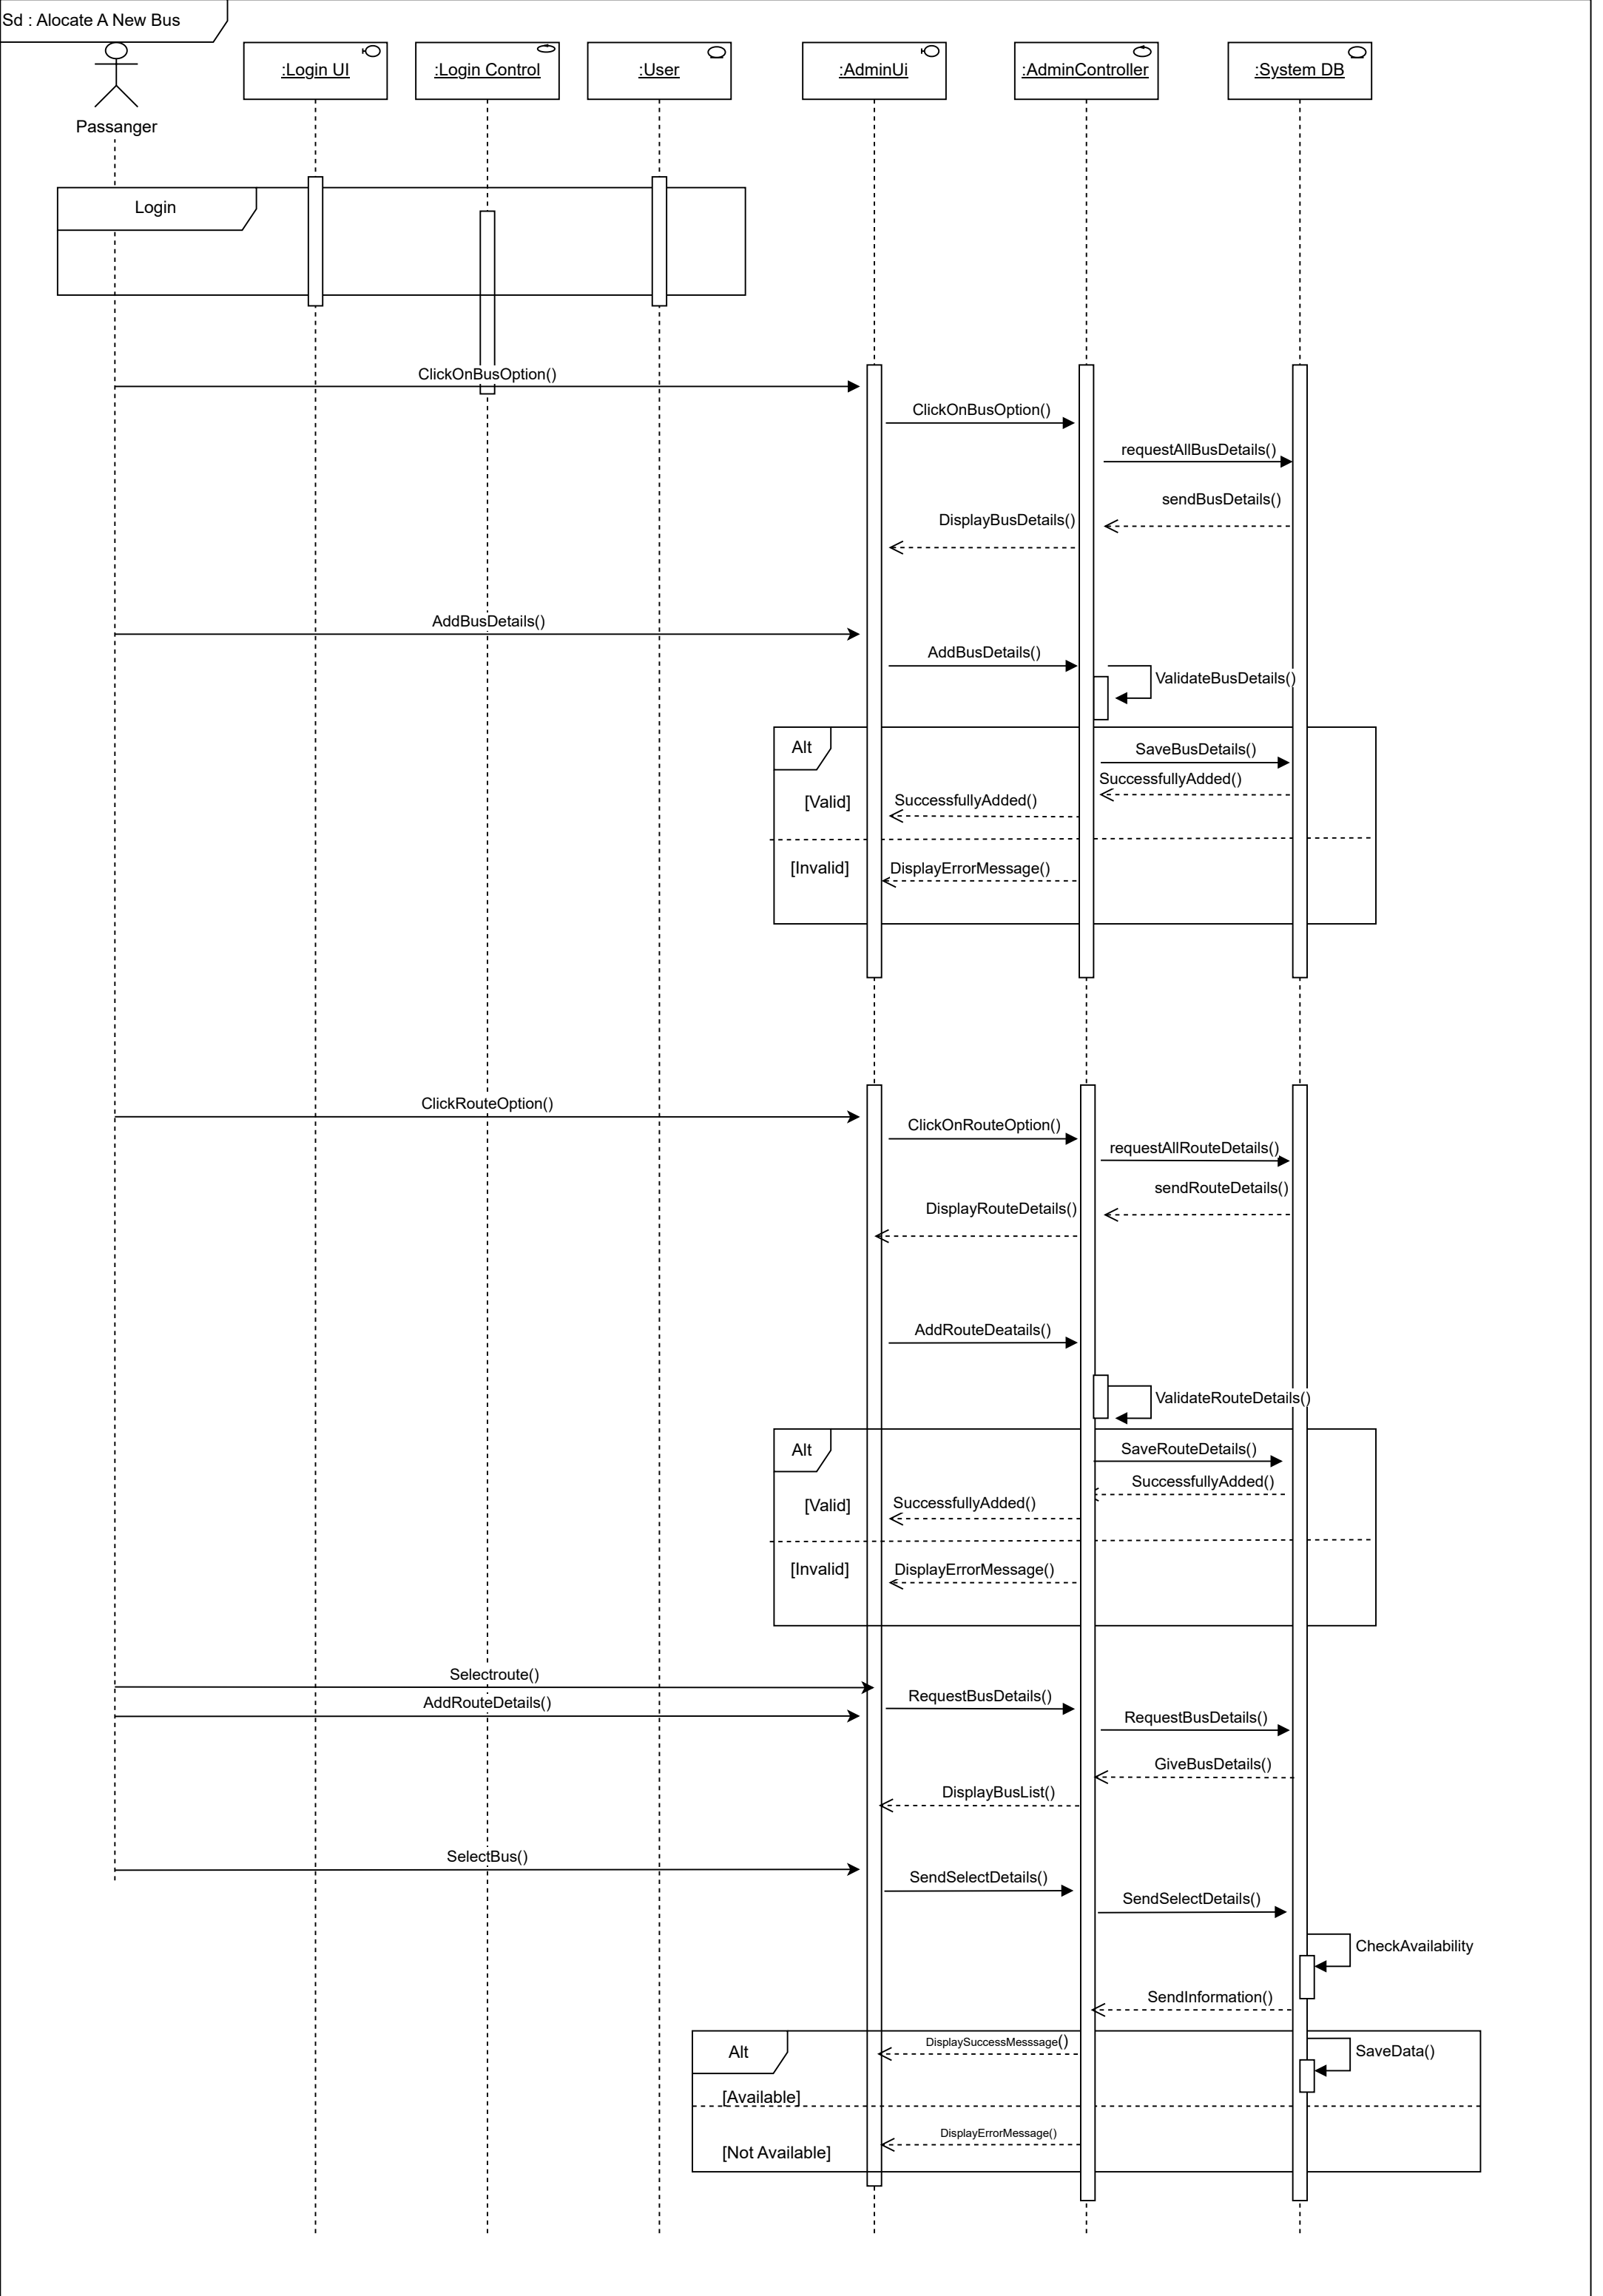 Sd : Alocate A New Bus
Passanger
:Login UI
:Login Control
:User
:AdminUi
:AdminController
:System DB
Login
ClickOnBusOption()
ClickOnBusOption()
requestAllBusDetails()
sendBusDetails()
DisplayBusDetails()
AddBusDetails()
AddBusDetails()
ValidateBusDetails()
Alt
SaveBusDetails()
SuccessfullyAdded()
[Valid]
SuccessfullyAdded()
[Invalid]
DisplayErrorMessage()
ClickRouteOption()
ClickOnRouteOption()
requestAllRouteDetails()
sendRouteDetails()
DisplayRouteDetails()
AddRouteDeatails()
ValidateRouteDetails()
Alt
SaveRouteDetails()
SuccessfullyAdded()
[Valid]
SuccessfullyAdded()
[Invalid]
DisplayErrorMessage()
Selectroute()
AddRouteDetails()
RequestBusDetails()
RequestBusDetails()
GiveBusDetails()
DisplayBusList()
SelectBus()
SendSelectDetails()
SendSelectDetails()
CheckAvailability
SendInformation()
Alt
DisplaySuccessMesssage()
SaveData()
[Available]
DisplayErrorMessage()
[Not Available]